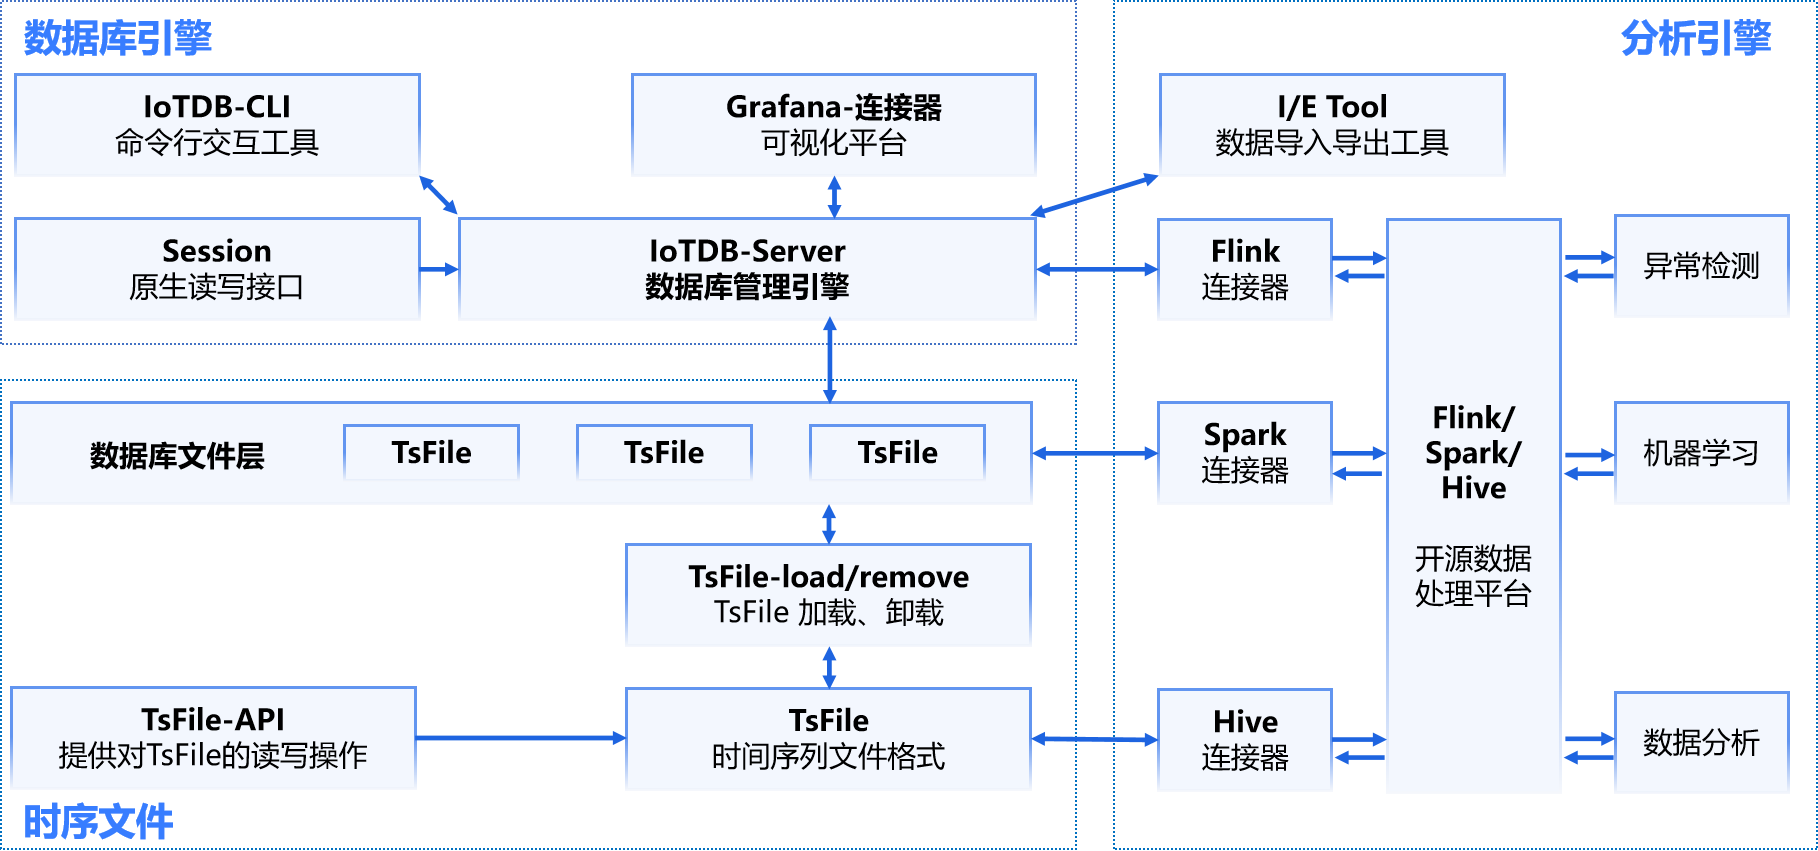 数据库引擎
IoTDB-CLI
命令行交互工具
Grafana-连接器
可视化平台
Session
原生读写接口
IoTDB-Server
数据库管理引擎
数据库文件层
TsFile
TsFile
TsFile
TsFile-load/remove
TsFile 加载、卸载
TsFile-API
提供对TsFile的读写操作
TsFile
时间序列文件格式
时序文件
分析引擎
I/E Tool
数据导入导出工具
Flink
连接器
Spark
连接器
Hive
连接器
Flink/
Spark/
Hive
开源数据
处理平台
异常检测
机器学习
数据分析